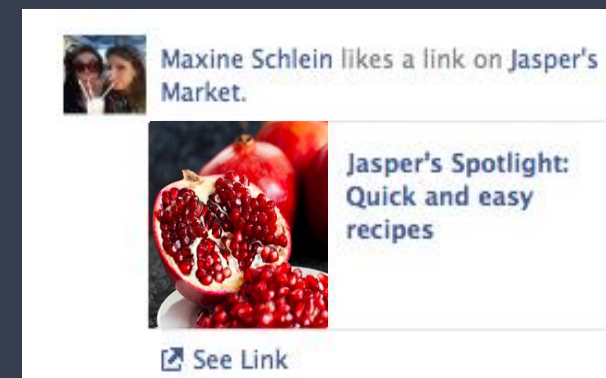 Maxine Schlein likes a link on Jasper's
Market.
Jasper's Spotlight:
Quick and easy
recipes
See Link